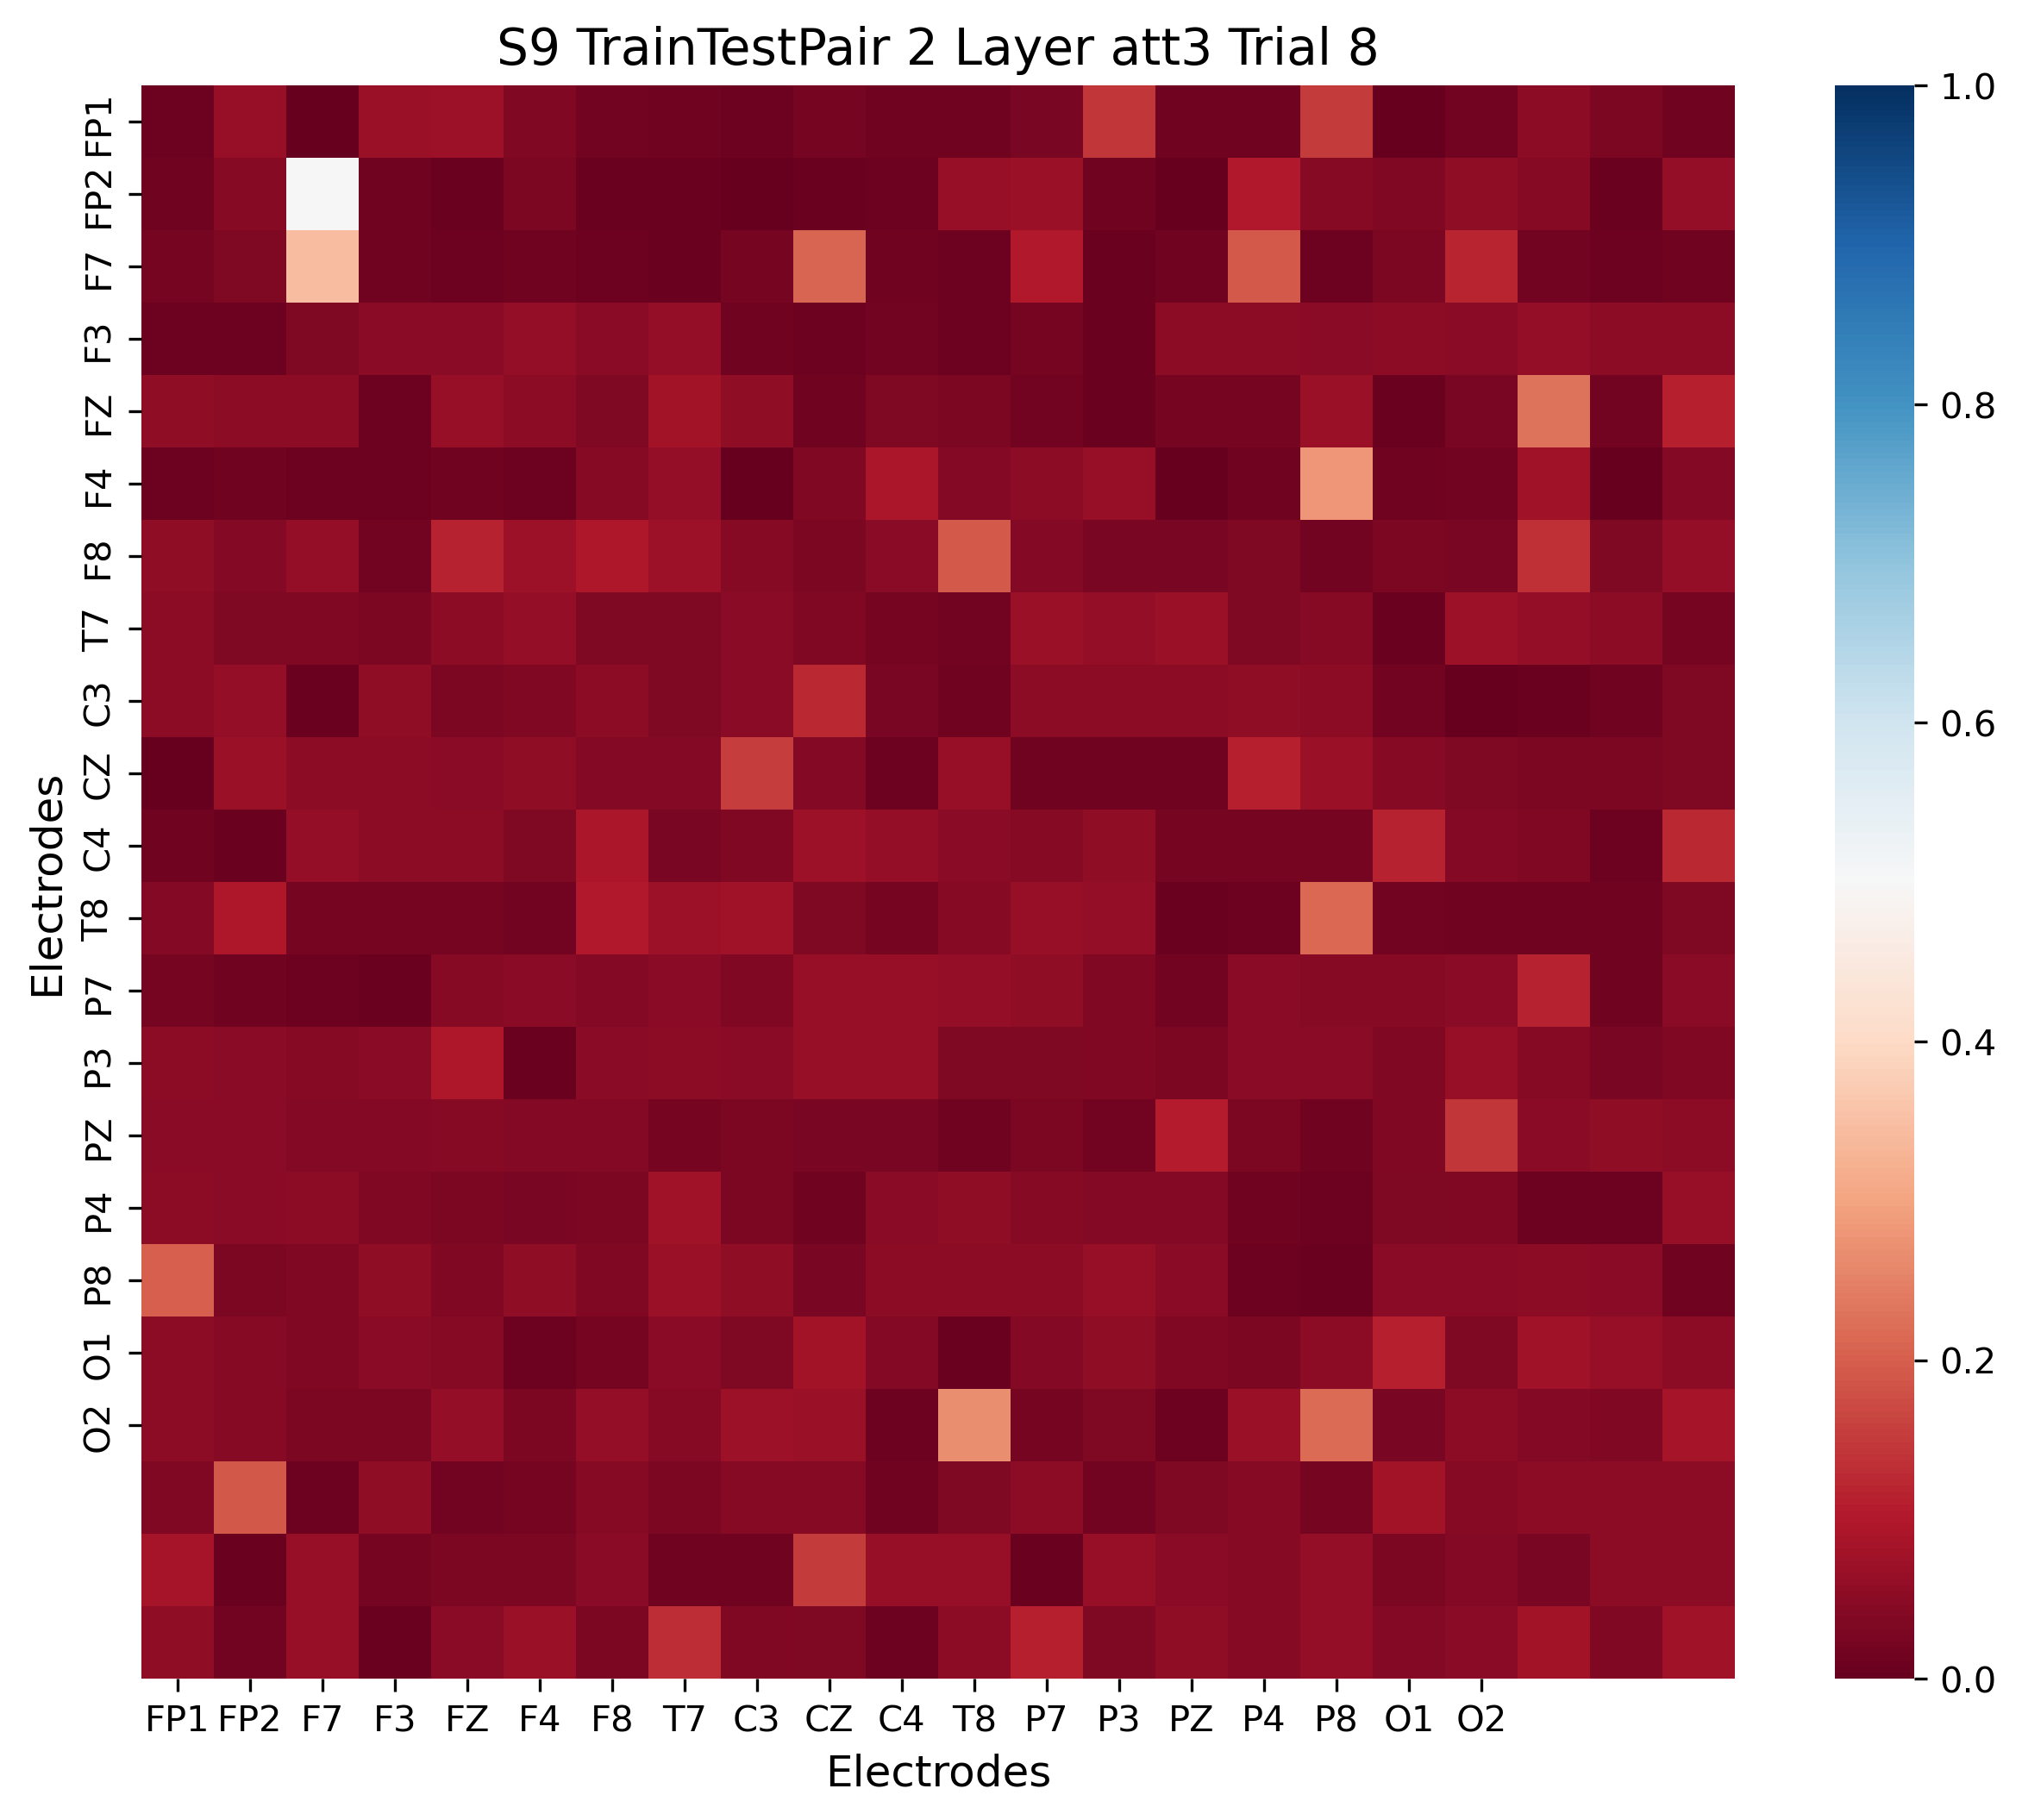 S9 TrainTestPair 2 Layer att3 Trial 8
Electrodes
FP1
FP2
F7
F3
FZ
F4
F8
T7
C3
CZ
C4
T8
P7
P3
PZ
P4
P8
O1
O2
FP1 FP2 F7 F3 FZ F4 F8 T7 C3 CZ C4 T8 P7 P3 PZ P4 P8 O1 O2
Electrodes
1.0
0.8
0.6
0.4
0.2
0.0